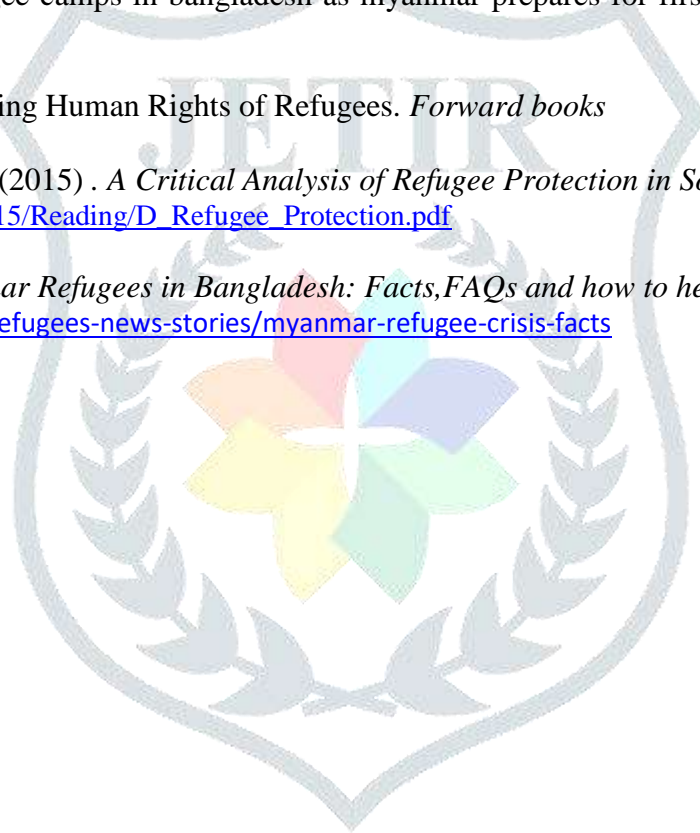 gee camps in bangladesh as myanmar prepares for firs
JETIR
ing Human Rights of Refugees. Forward books
(2015) . A Critical Analysis of Refugee Protection in So
15/Reading/D_Refugee_Protection.pdf
ar Refugees in Bangladesh: Facts,FAQs and how to he
efugees-news-stories/myanmar-refugee-crisis-facts